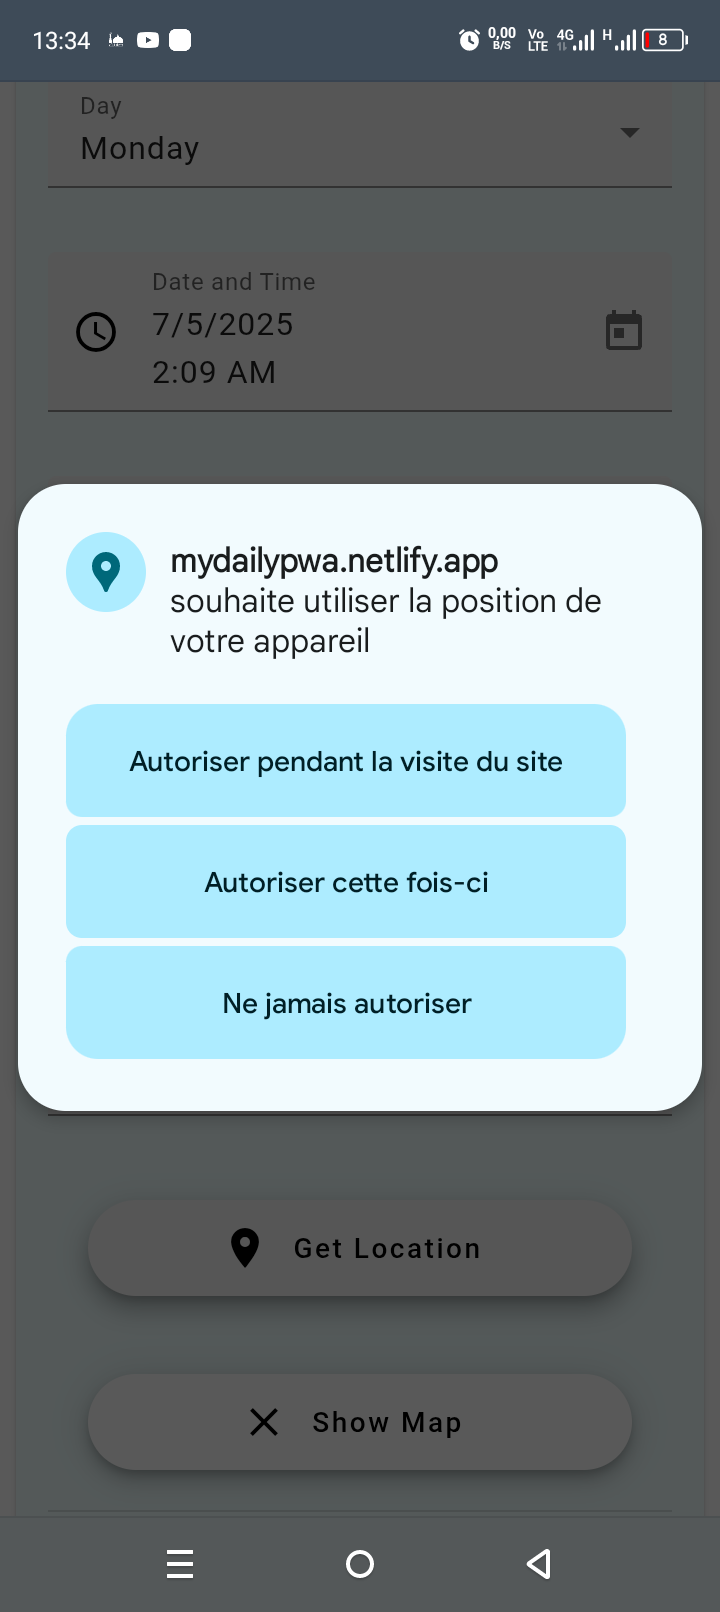 13:34
0,00
B/S
Vo
LTE
4G
H
8
Day
Monday
Date and Time
7/5/2025
2:09 AM
mydailypwa.netlify.app
souhaite utiliser la position de
votre appareil
Autoriser pendant la visite du site
Autoriser cette fois-ci
Ne jamais autoriser
Get Location
Show Map